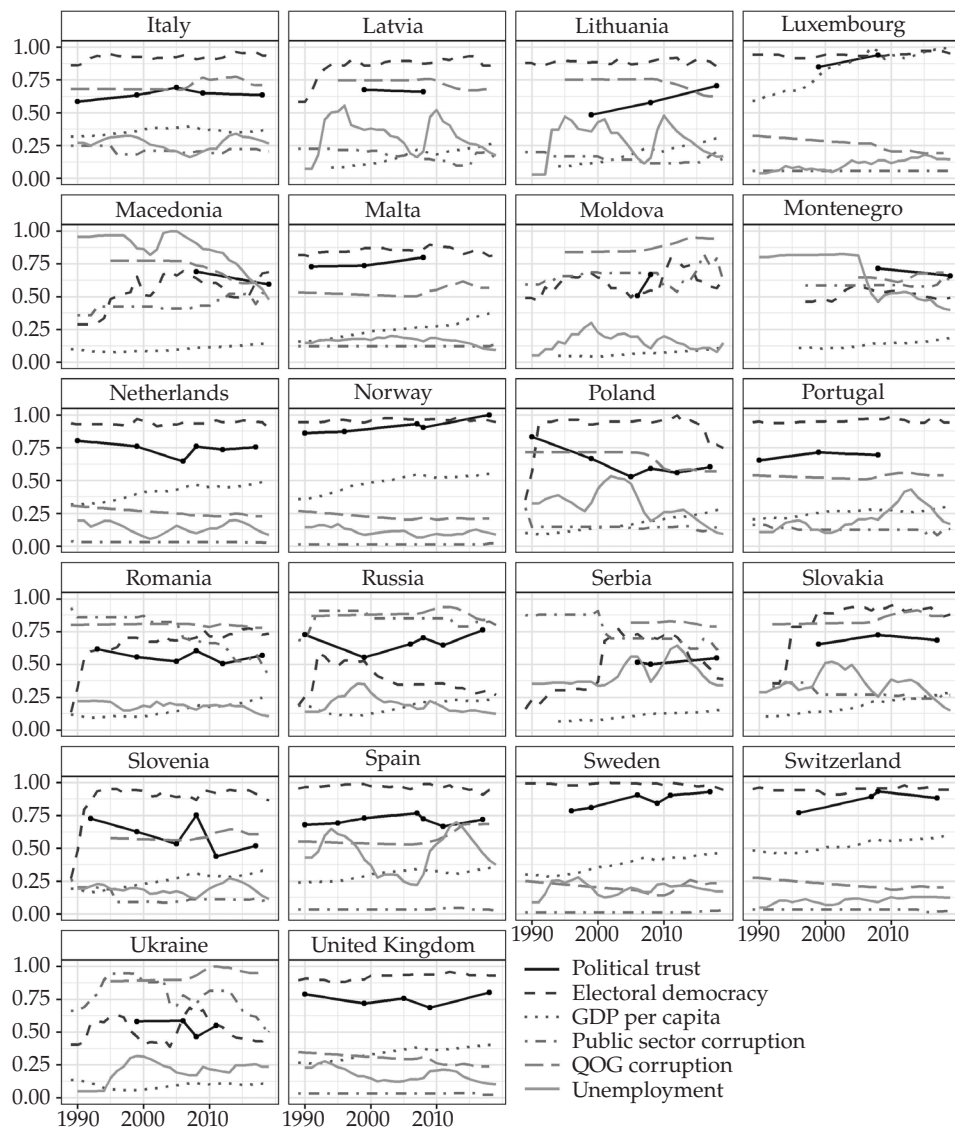 Italy Latvia Lithuania Luxembourg
1.00
0.75
0.50
0.25
0.00
Macedonia Malta Moldova Montenegro
1.00
0.75
0.50
0.25
0.00
Netherlands Norway Poland Portugal
1.00
0.75
0.50
0.25
0.00
Romania Russia Serbia Slovakia
1.00
0.75
0.50
0.25
0.00
Slovenia Spain Sweden Switzerland
1.00
0.75
0.50
0.25
0.00
1990 2000 2010 1990 2000 2010
Ukraine United Kingdom
1.00
0.75
0.50
0.25
0.00
1990 2000 2010 1990 2000 2010
Political trust
Electoral democracy
GDP per capita
Public sector corruption
QOG corruption
Unemployment